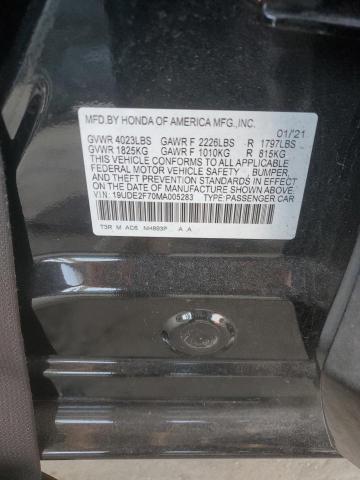 MFD.BY HONDA OF AMERICA MFG.,INC. 01/'21
GVWR 4023LBS GAWR F 2226LBS R 1797LBS
GVWR 1825KG GAWR F 1010KG R 815KG
THIS VEHICLE CONFORMS TO ALL APPLICABLE
FEDERAL MOTOR VEHICLE SAFETY , BUMPER,
AND THEFT PREVENTION STANDARDS IN EFFECT
ON THE DATE OF MANUFACTURE SHOWN ABOVE.
VIN: 19UDE2F70MA005283 TYPE:PASSENGER CAR
T3R M AD6 NH893P A .A